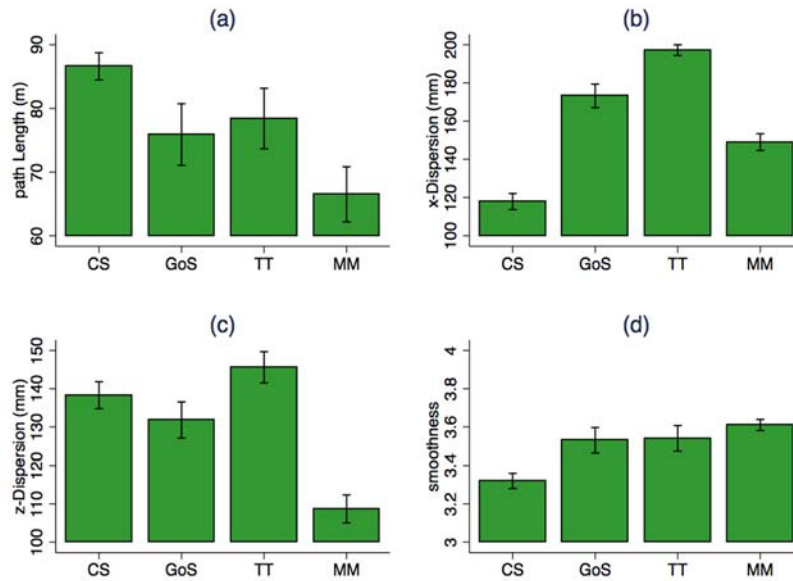 (a)
path Length (m)
90
80
70
60
CS GoS TT MM
(b)
x-Dispersion (mm)
200
180
160
140
120
100
CS GoS TT MM
(c)
z-Dispersion (mm)
150
140
130
120
110
100
CS GoS TT MM
(d)
smoothness
4
3.8
3.6
3.4
3.2
3
CS GoS TT MM